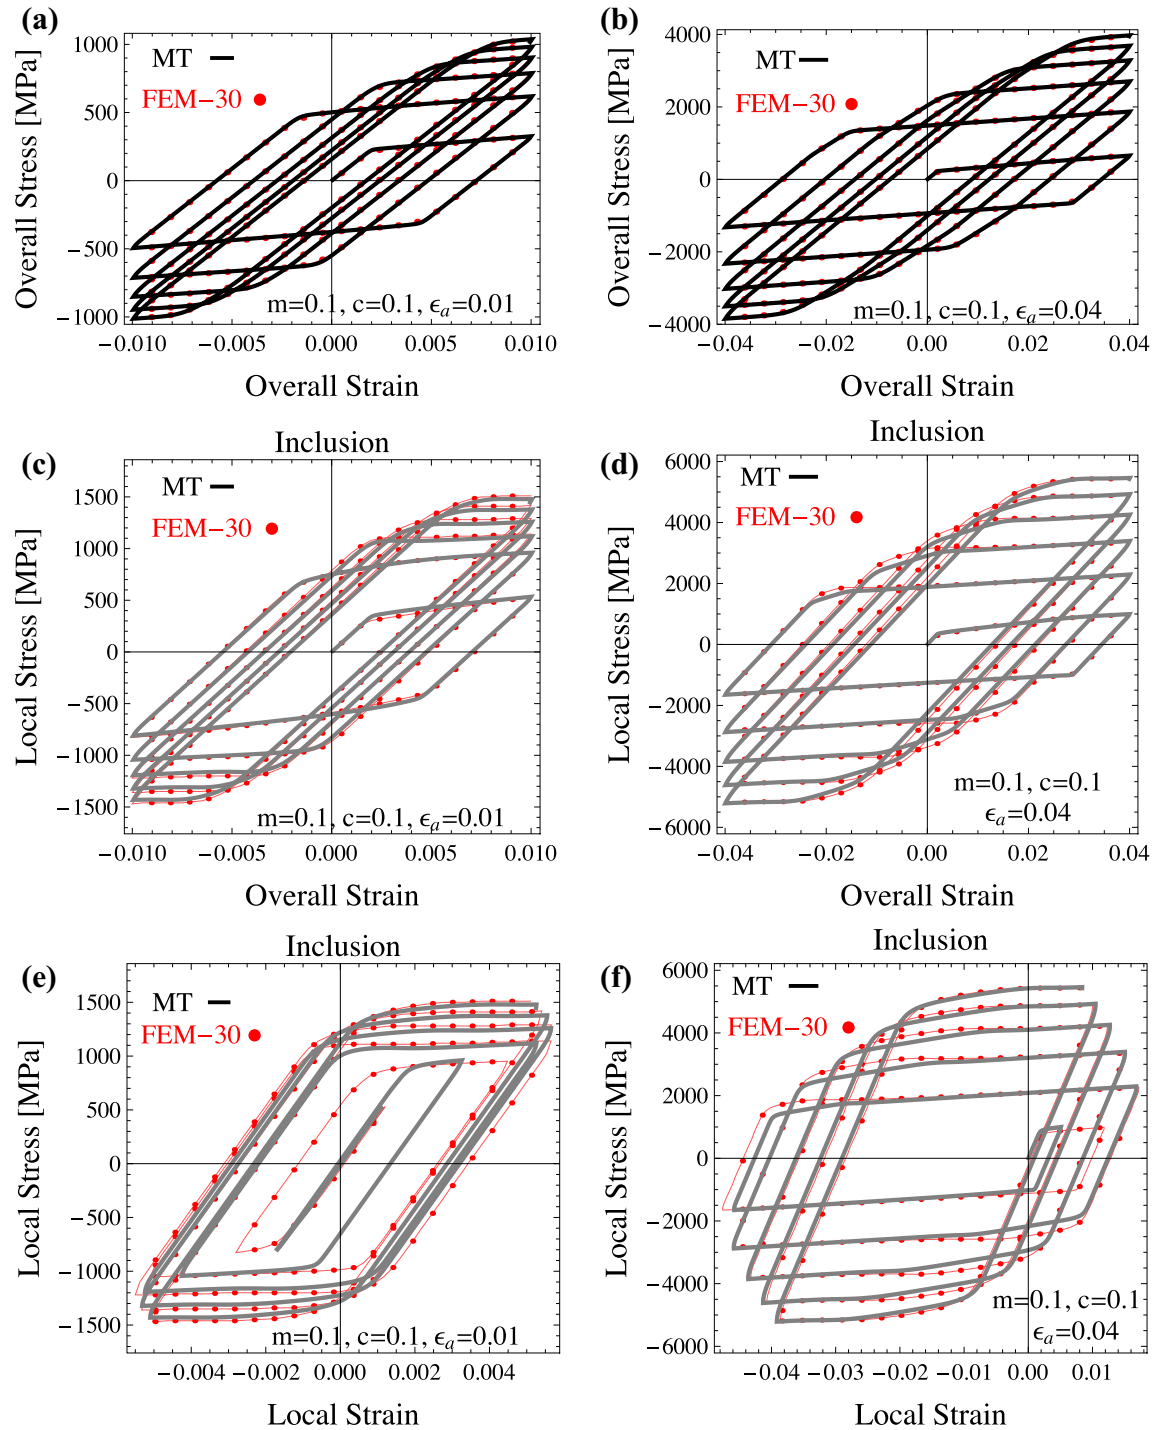 (a)
1000
500
0
−500
−1000
Overall Stress [MPa]
MT
FEM−30
m=0.1, c=0.1, ϵa=0.01
−0.010 −0.005 0.000 0.005 0.010
Overall Strain
(b)
4000
2000
0
−2000
−4000
Overall Stress [MPa]
MT
FEM−30
m=0.1, c=0.1, ϵa=0.04
−0.04 −0.02 0.00 0.02 0.04
Overall Strain
(c)
Inclusion
1500
1000
500
0
−500
−1000
−1500
Local Stress [MPa]
MT
FEM−30
m=0.1, c=0.1, ϵa=0.01
−0.010 −0.005 0.000 0.005 0.010
Overall Strain
(d)
Inclusion
6000
4000
2000
0
−2000
−4000
−6000
Local Stress [MPa]
MT
FEM−30
m=0.1, c=0.1
ϵa=0.04
−0.04 −0.02 0.00 0.02 0.04
Overall Strain
(e)
Inclusion
1500
1000
500
0
−500
−1000
−1500
Local Stress [MPa]
MT
FEM−30
m=0.1, c=0.1, ϵa=0.01
−0.004 −0.002 0.000 0.002 0.004
Local Strain
(f)
Inclusion
6000
4000
2000
0
−2000
−4000
−6000
Local Stress [MPa]
MT
FEM−30
m=0.1, c=0.1
ϵa=0.04
−0.04 −0.03 −0.02 −0.01 0.00 0.01
Local Strain